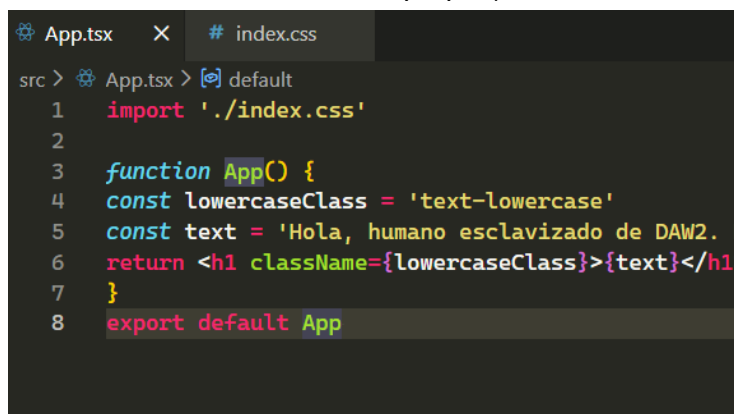 App.tsx × # index.css
src > App.tsx > default
1 import './index.css'
2
3 function App() {
4 const lowercaseClass = 'text-lowercase'
5 const text = 'Hola, humano esclavizado de DAW2.
6 return <h1 className={lowercaseClass}>{text}</h1
7 }
8 export default App